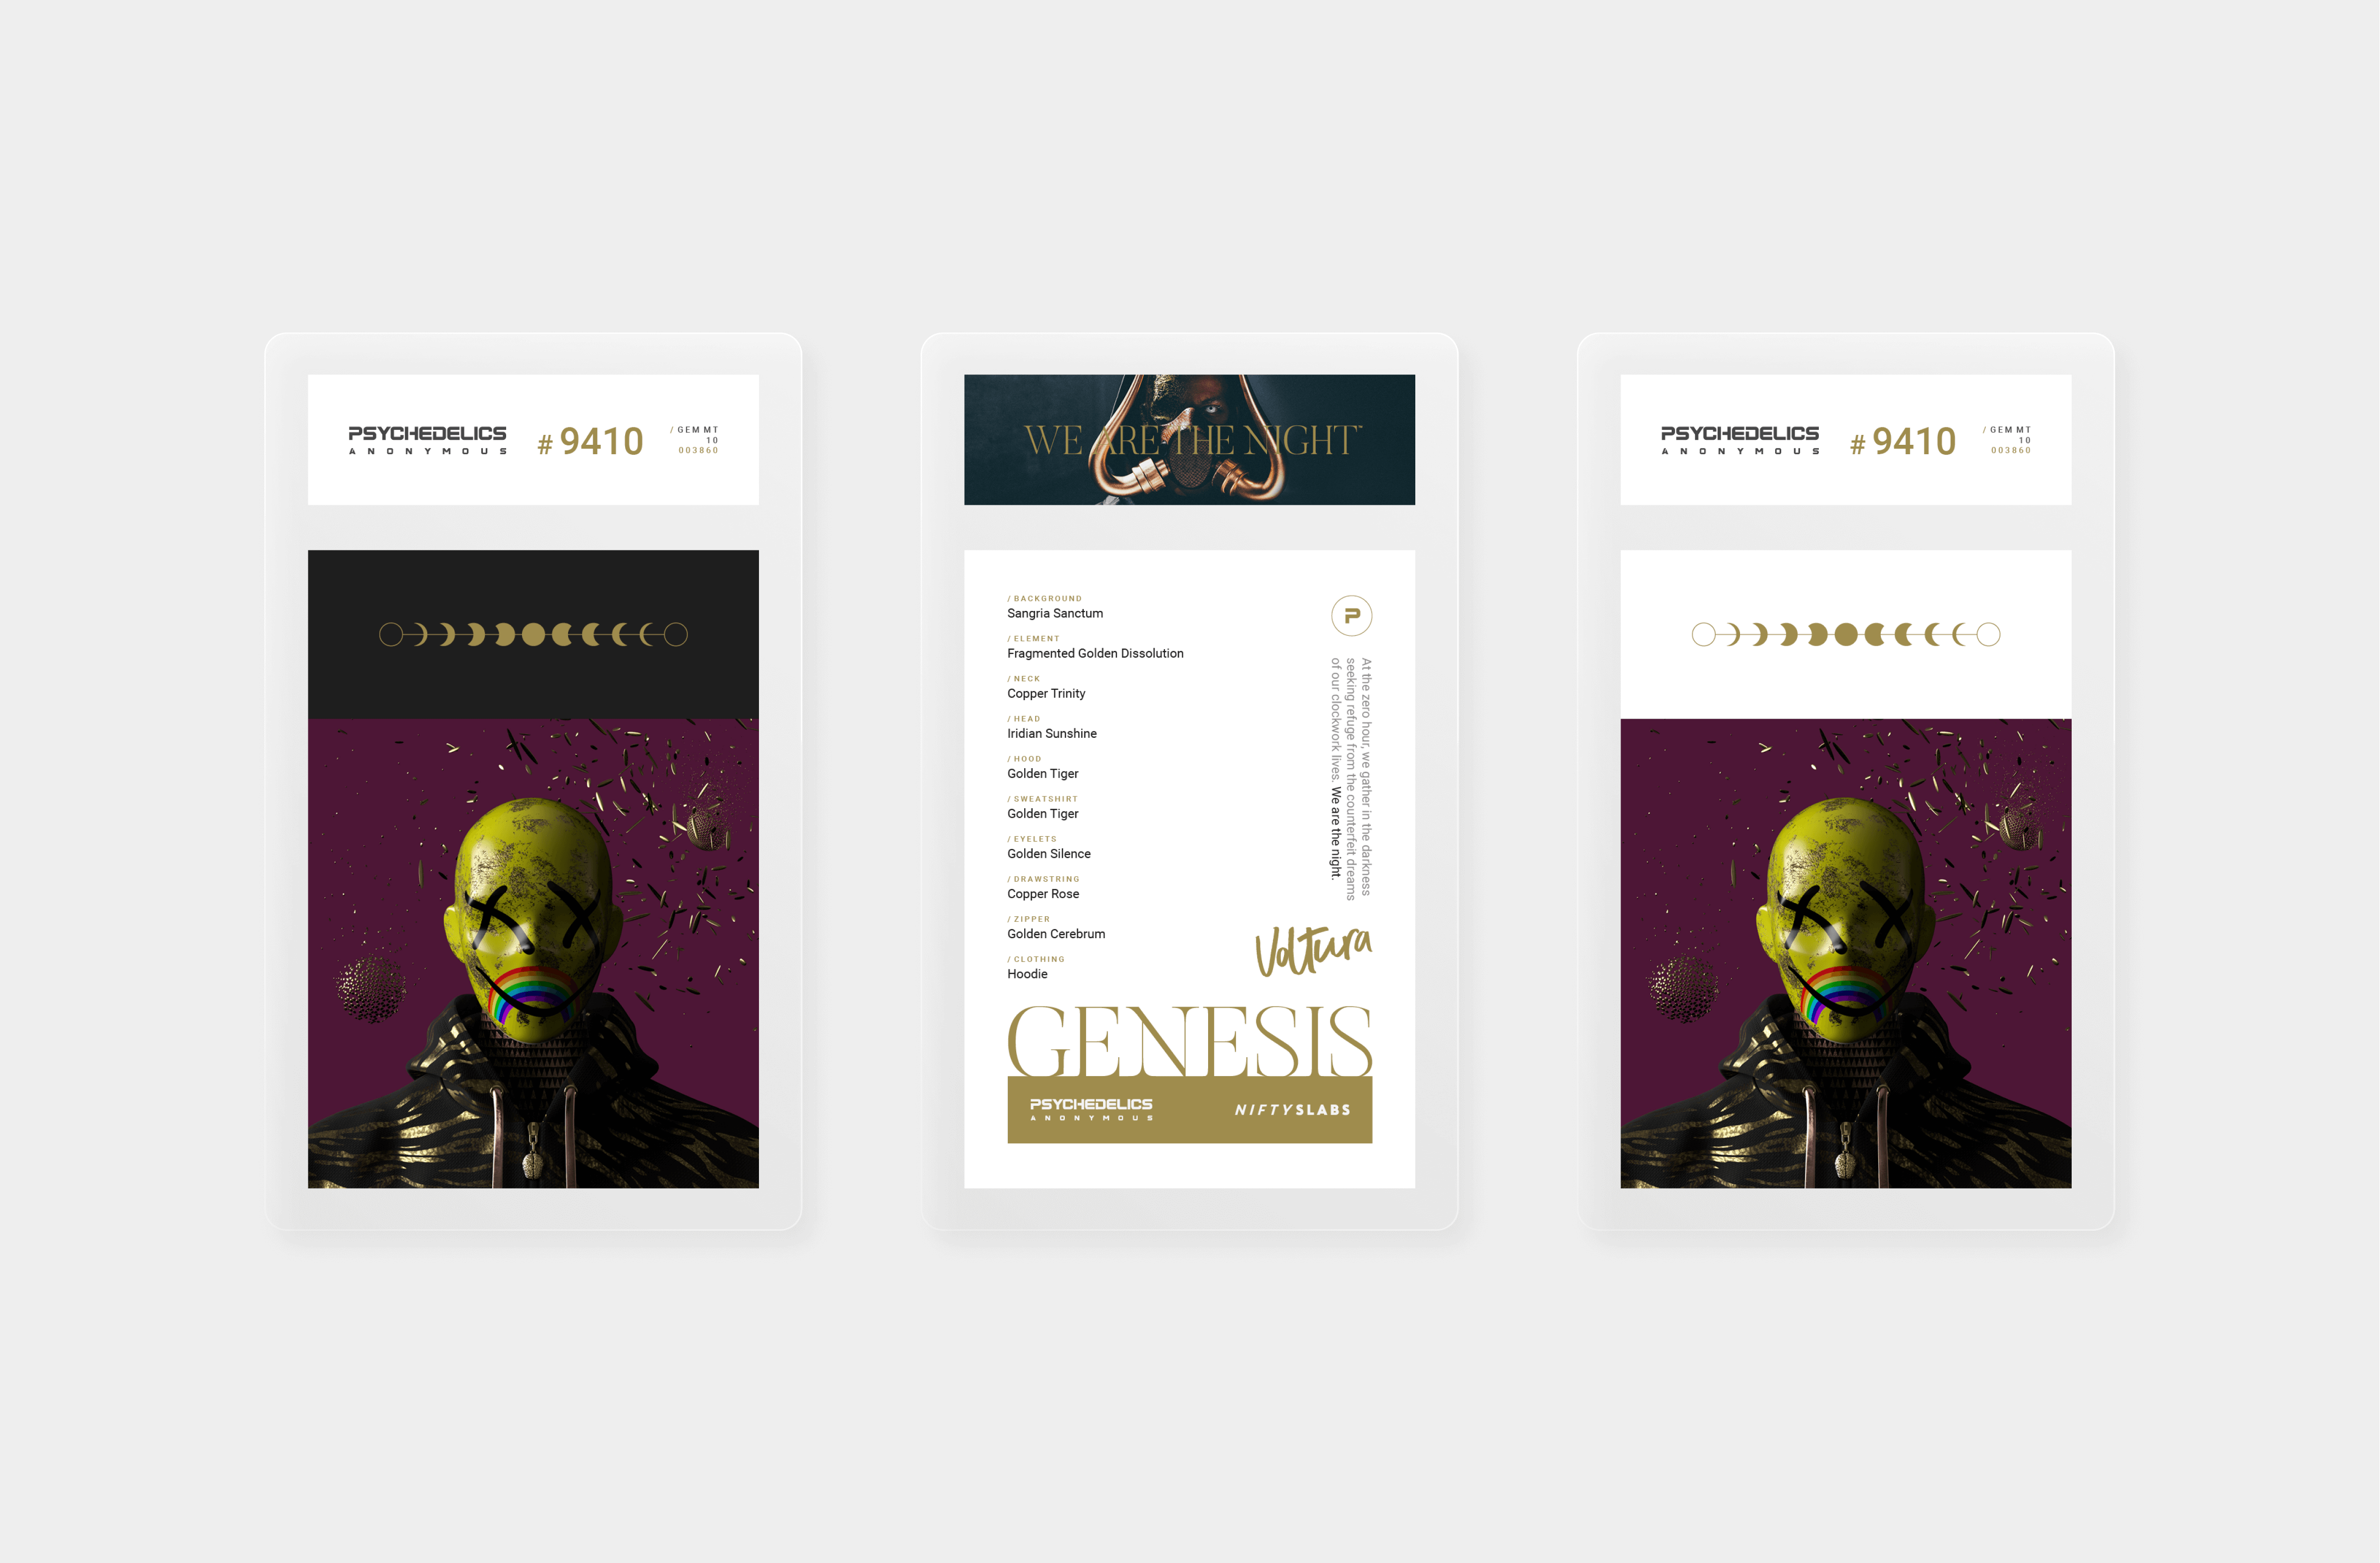 PSYCHEDELICS
ANONYMOUS
# 9410
/ GEM MT
10
003860
WE ARE THE NIGHT™
/ BACKGROUND
Sangria Sanctum
/ ELEMENT
Fragmented Golden Dissolution
/ NECK
Copper Trinity
/ HEAD
Iridian Sunshine
/ HOOD
Golden Tiger
/ SWEATSHIRT
Golden Tiger
/ EYELETS
Golden Silence
/ DRAWSTRING
Copper Rose
/ ZIPPER
Golden Cerebrum
/ CLOTHING
Hoodie
P
At the zero hour, we gather in the darkness
seeking refuge from the counterfeit dreams
of our clockwork lives. We are the night.
Voltura
GENESIS
PSYCHEDELICS
ANONYMOUS
NIFTYSLABS
PSYCHEDELICS
ANONYMOUS
# 9410
/ GEM MT
10
003860